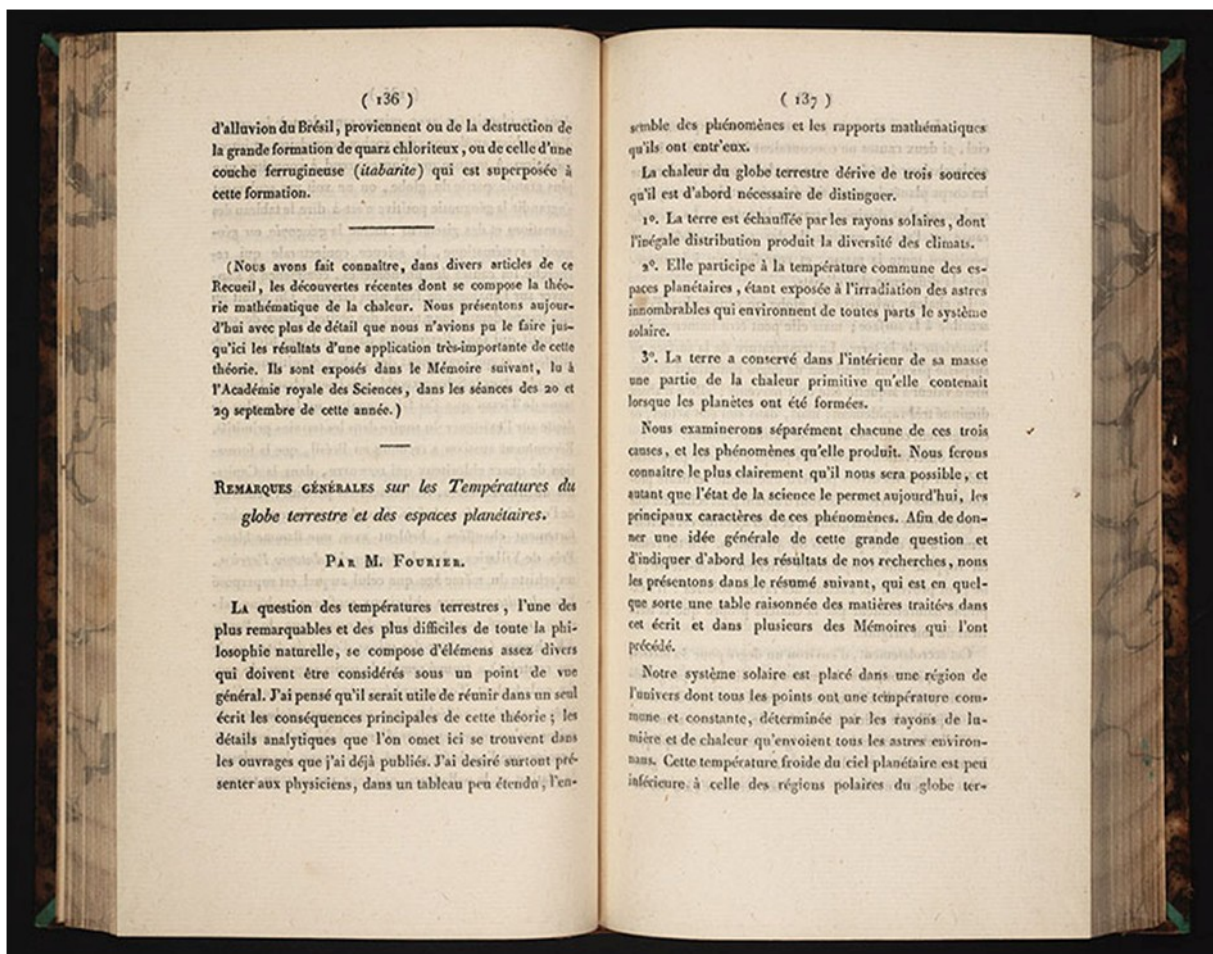 ( 136 )
d'alluvion du Brésil, proviennent ou de la destruction de
la grande formation de quarz chloriteux, ou de celle d'une
couche ferrugineuse (itabarite) qui est superposée à
cette formation.
(Nous avons fait connaître, dans divers articles de ce
Recueil, les découvertes récentes dont se compose la théo-
rie mathématique de la chaleur. Nous présentons aujour-
d'hui avec plus de détail que nous n'avions pu le faire jus-
qu'ici les résultats d'une application très-importante de cette
théorie. Ils sont exposés dans le Mémoire suivant, lu à
l'Académie royale des Sciences, dans les séances des 20 et
29 septembre de cette année.)
REMARQUES GÉNÉRALES sur les Températures du
globe terrestre et des espaces planétaires.
PAR M. FOURIER.
LA question des températures terrestres, l'une des
plus remarquables et des plus difficiles de toute la phi-
losophie naturelle, se compose d'élémens assez divers
qui doivent être considérés sous un point de vue
général. J'ai pensé qu'il serait utile de réunir dans un seul
écrit les conséquences principales de cette théorie ; les
détails analytiques que l'on omet ici se trouvent dans
les ouvrages que j'ai déjà publiés. J'ai desiré surtout pré-
senter aux physiciens, dans un tableau peu étendu, l'en-
( 137 )
semble des phénomènes et les rapports mathématiques
qu'ils ont entr'eux.
La chaleur du globe terrestre dérive de trois sources
qu'il est d'abord nécessaire de distinguer.
1°. La terre est échauffée par les rayons solaires, dont
l'inégale distribution produit la diversité des climats.
2°. Elle participe à la température commune des es-
paces planétaires, étant exposée à l'irradiation des astres
innombrables qui environnent de toutes parts le système
solaire.
3°. La terre a conservé dans l'intérieur de sa masse
une partie de la chaleur primitive qu'elle contenait
lorsque les planètes ont été formées.
Nous examinerons séparément chacune de ces trois
causes, et les phénomènes qu'elle produit. Nous ferons
connaître le plus clairement qu'il nous sera possible, et
autant que l'état de la science le permet aujourd'hui, les
principaux caractères de ces phénomènes. Afin de don-
ner une idée générale de cette grande question et
d'indiquer d'abord les résultats de nos recherches, nous
les présentons dans le résumé suivant, qui est en quel-
que sorte une table raisonnée des matières traitées dans
cet écrit et dans plusieurs des Mémoires qui l'ont
précédé.
Notre système solaire est placé dans une région de
l'univers dont tous les points ont une température com-
mune et constante, déterminée par les rayons de lu-
mière et de chaleur qu'envoient tous les astres environ-
nans. Cette température froide du ciel planétaire est peu
inférieure à celle des régions polaires du globe ter-